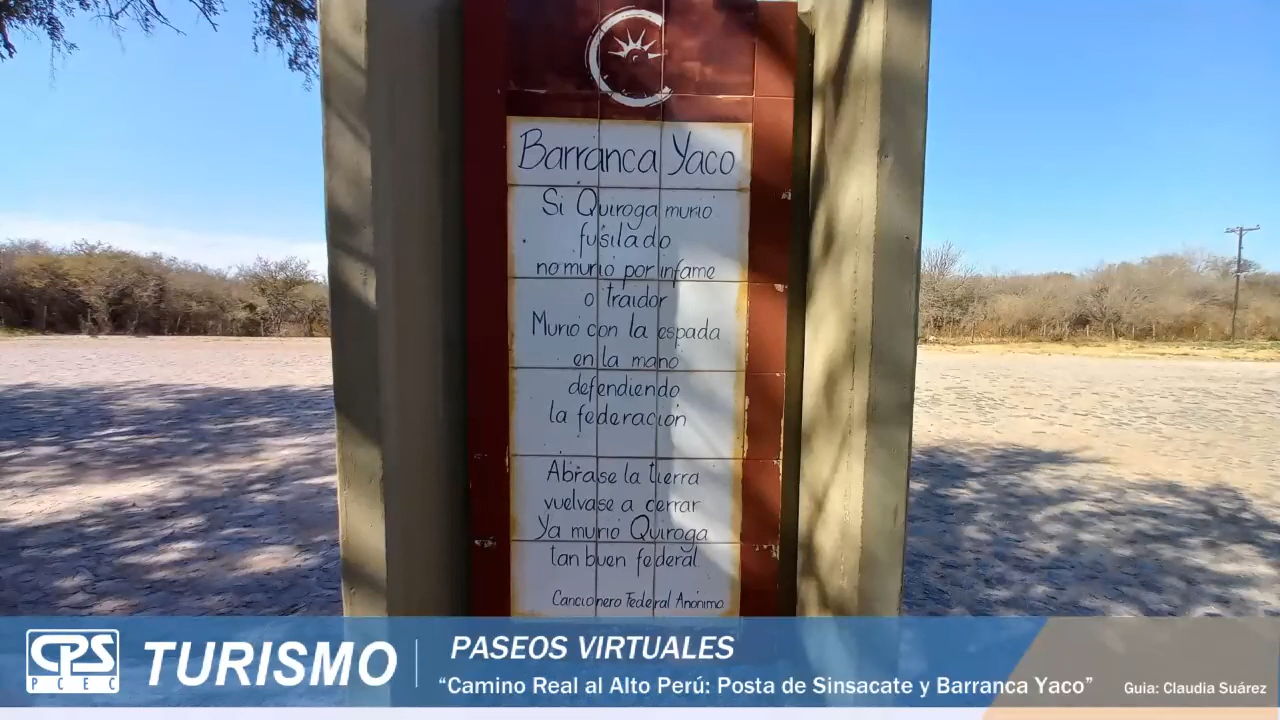 Barranca Yaco
Si Quiroga murio
fusilado
no murio por infame
o traidor
Murio con la espada
en la mano
defendiendo
la federación
Abrase la tierra
vuelvase a cerrar
Ya murio Quiroga
tan buen federal
Cancionero Federal Anónimo
CPS
PCEC
TURISMO
PASEOS VIRTUALES
“Camino Real al Alto Perú: Posta de Sinsacate y Barranca Yaco”
Guia: Claudia Suárez